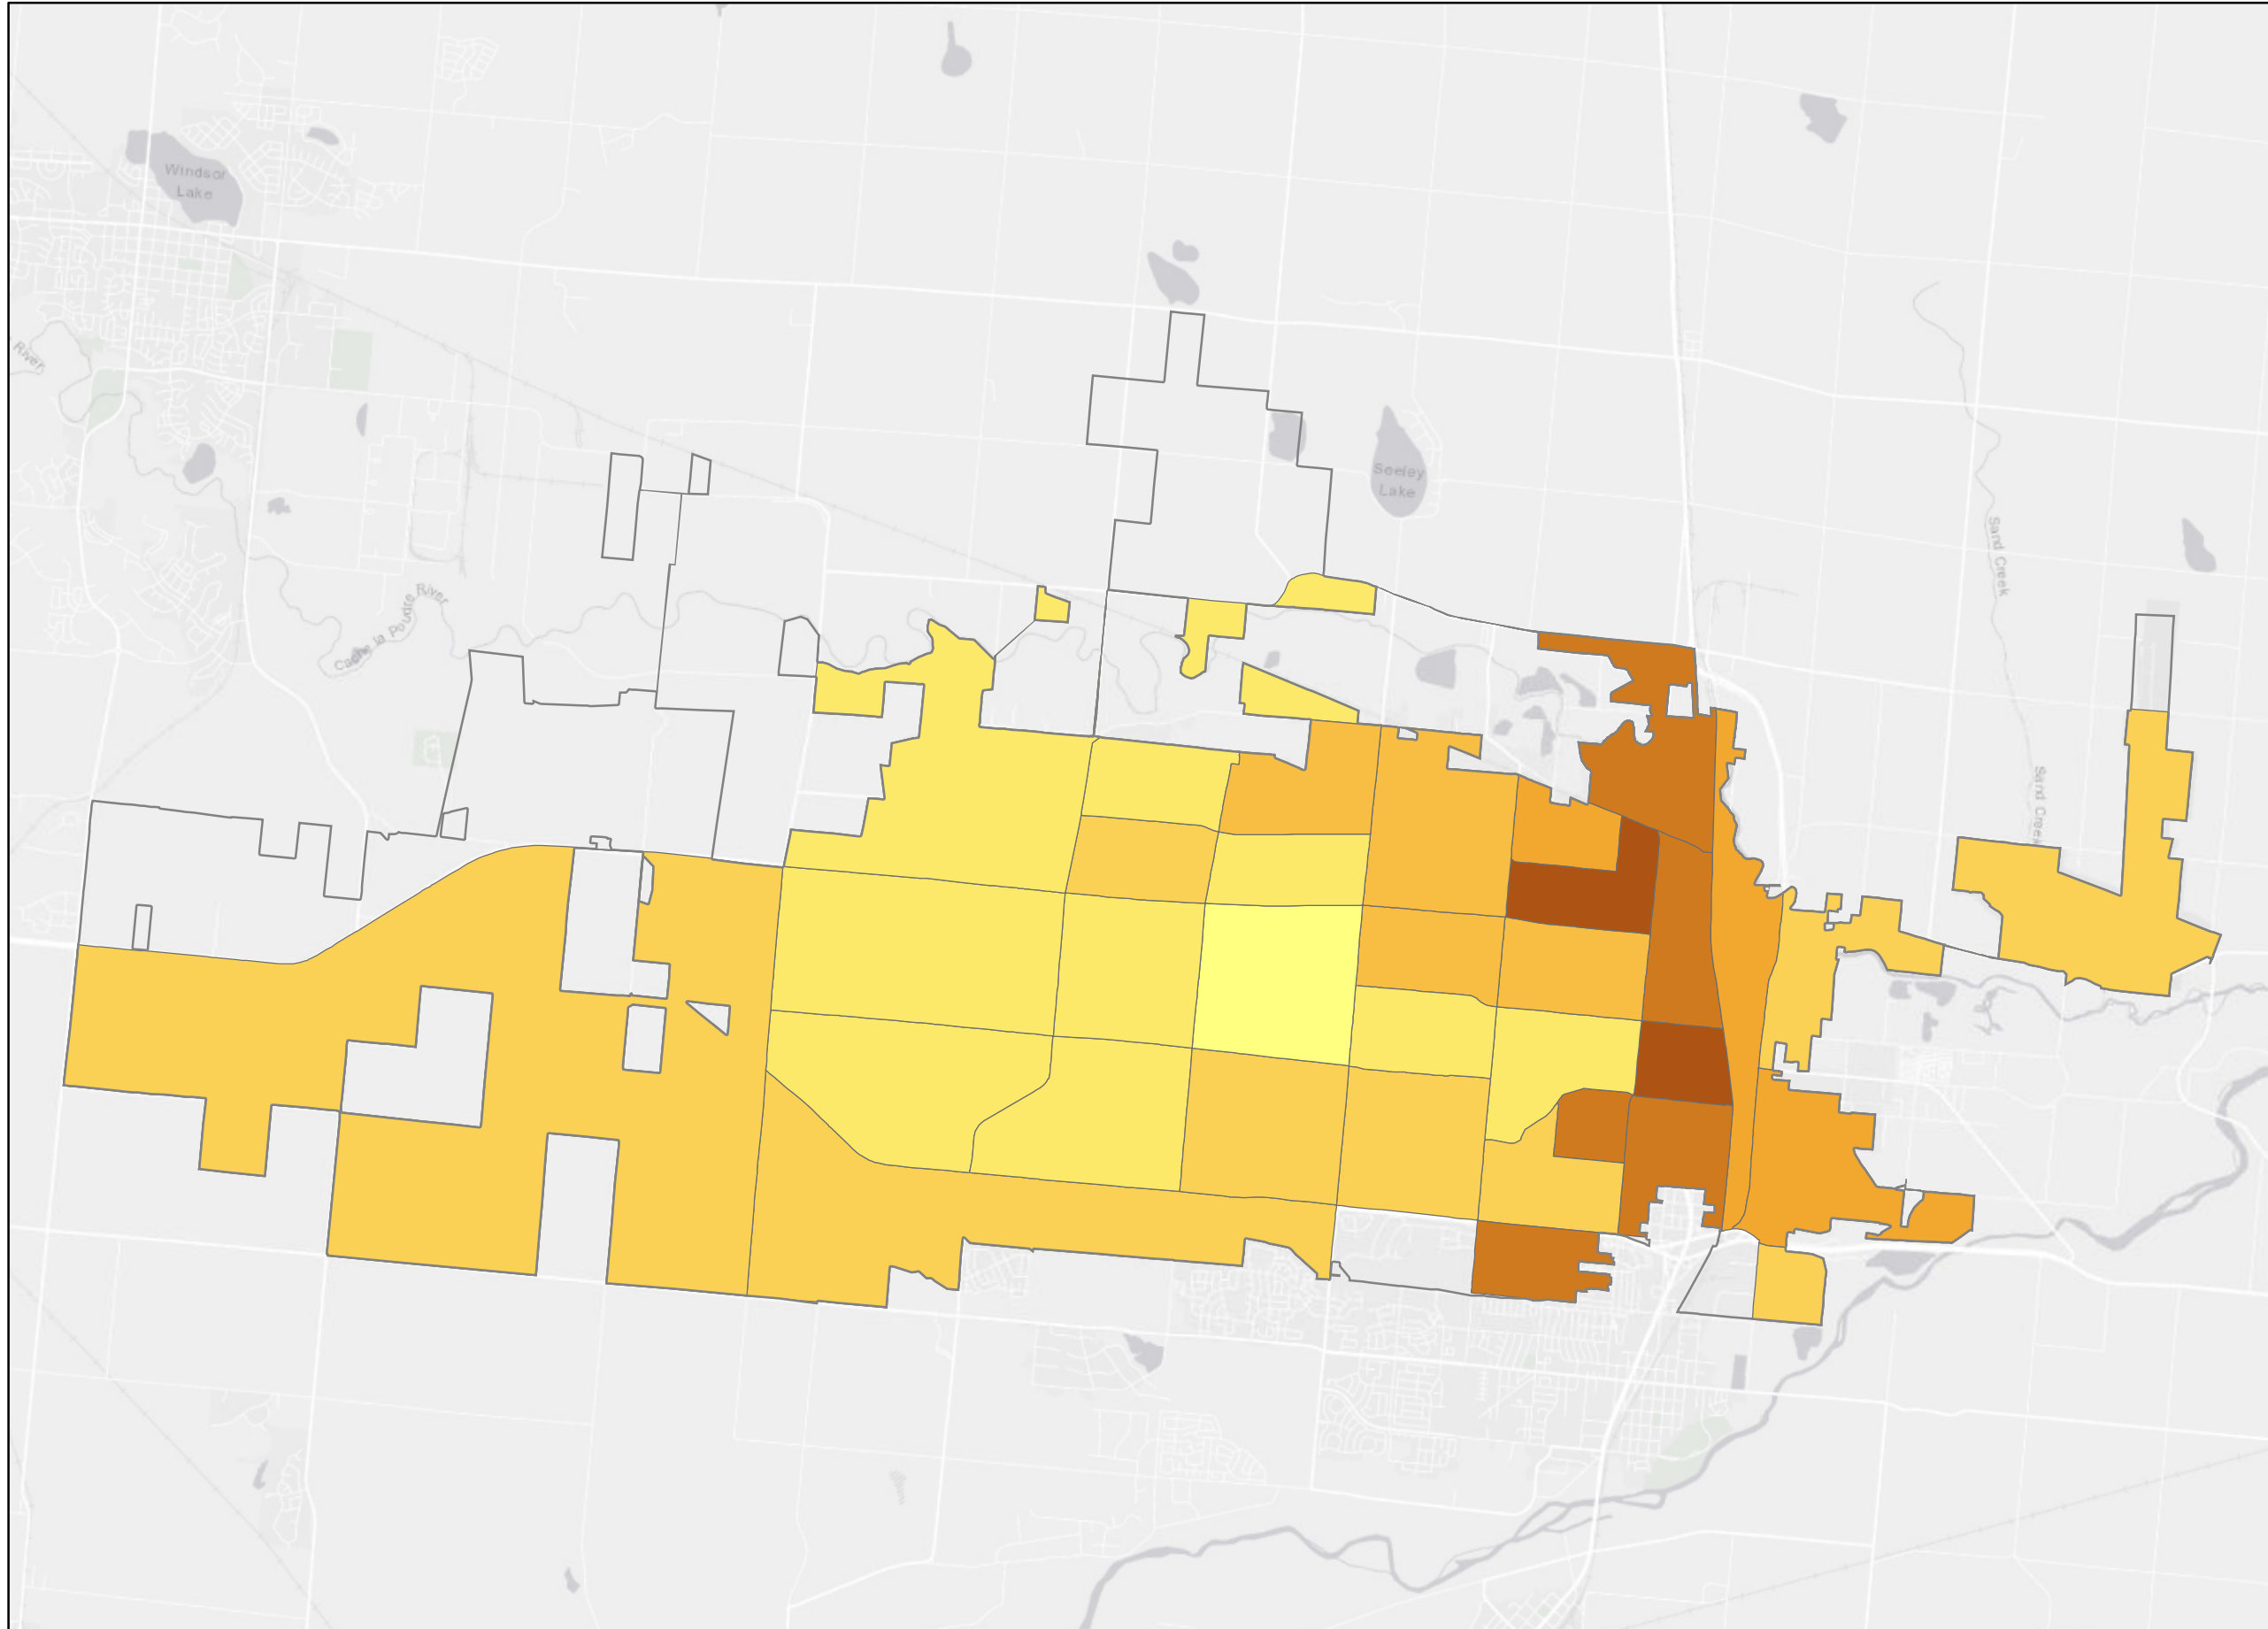 Windsor
Lake
River
Seeley
Lake
Sand Creek
Cache la Poudre River
Sand Creek